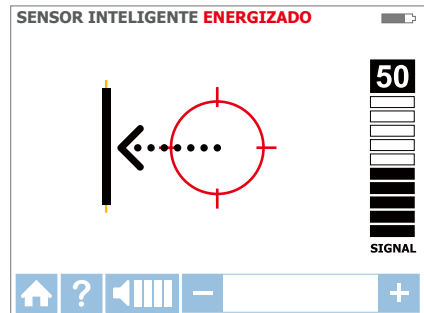 SENSOR INTELIGENTE ENERGIZADO
50
SIGNAL
? − +